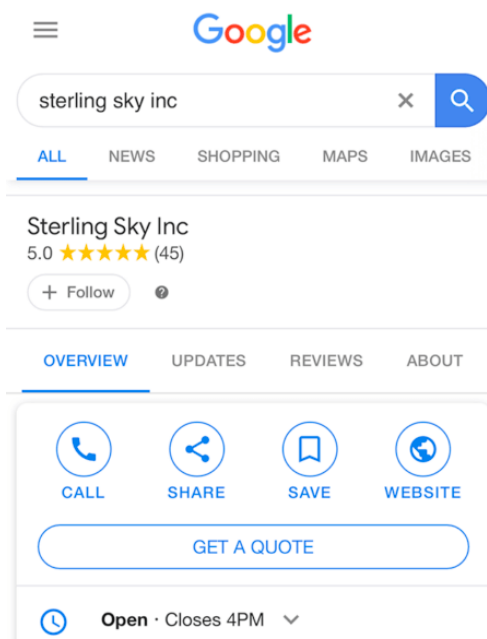 Google
sterling sky inc
ALL NEWS SHOPPING MAPS IMAGES
Sterling Sky Inc
5.0 ★★★★★ (45)
+ Follow ?
OVERVIEW UPDATES REVIEWS ABOUT
CALL SHARE SAVE WEBSITE
GET A QUOTE
Open · Closes 4PM